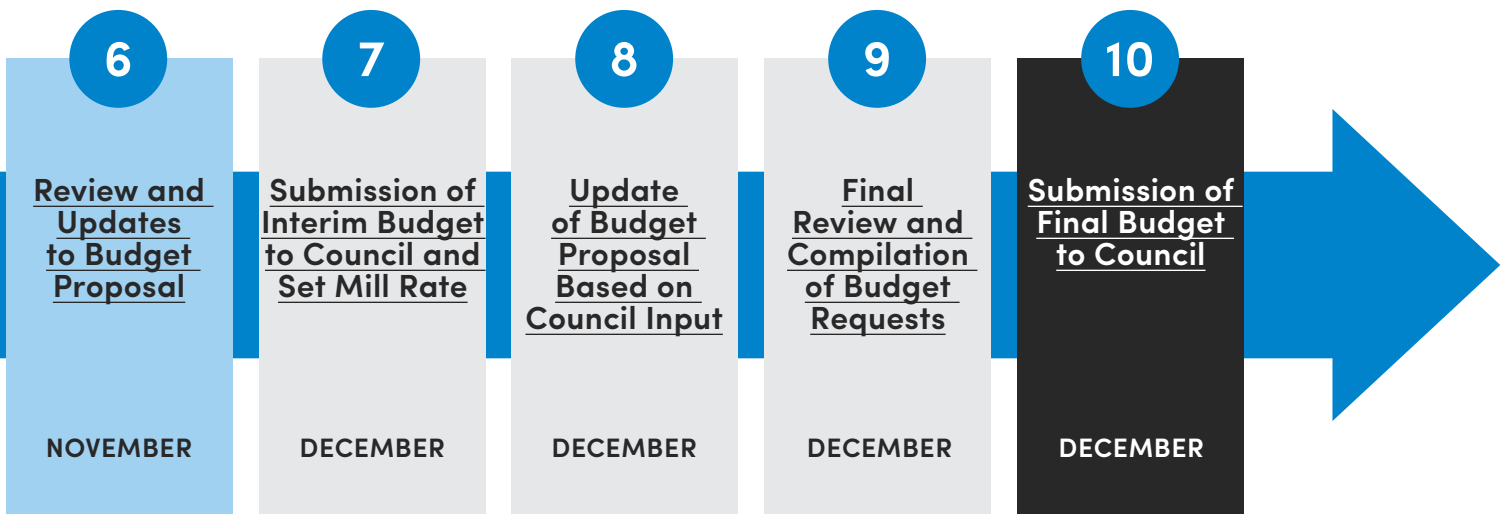 6
Review and
Updates
to Budget
Proposal
NOVEMBER
7
Submission of
Interim Budget
to Council and
Set Mill Rate
DECEMBER
8
Update
of Budget
Proposal
Based on
Council Input
DECEMBER
9
Final
Review and
Compilation
of Budget
Requests
DECEMBER
10
Submission of
Final Budget
to Council
DECEMBER